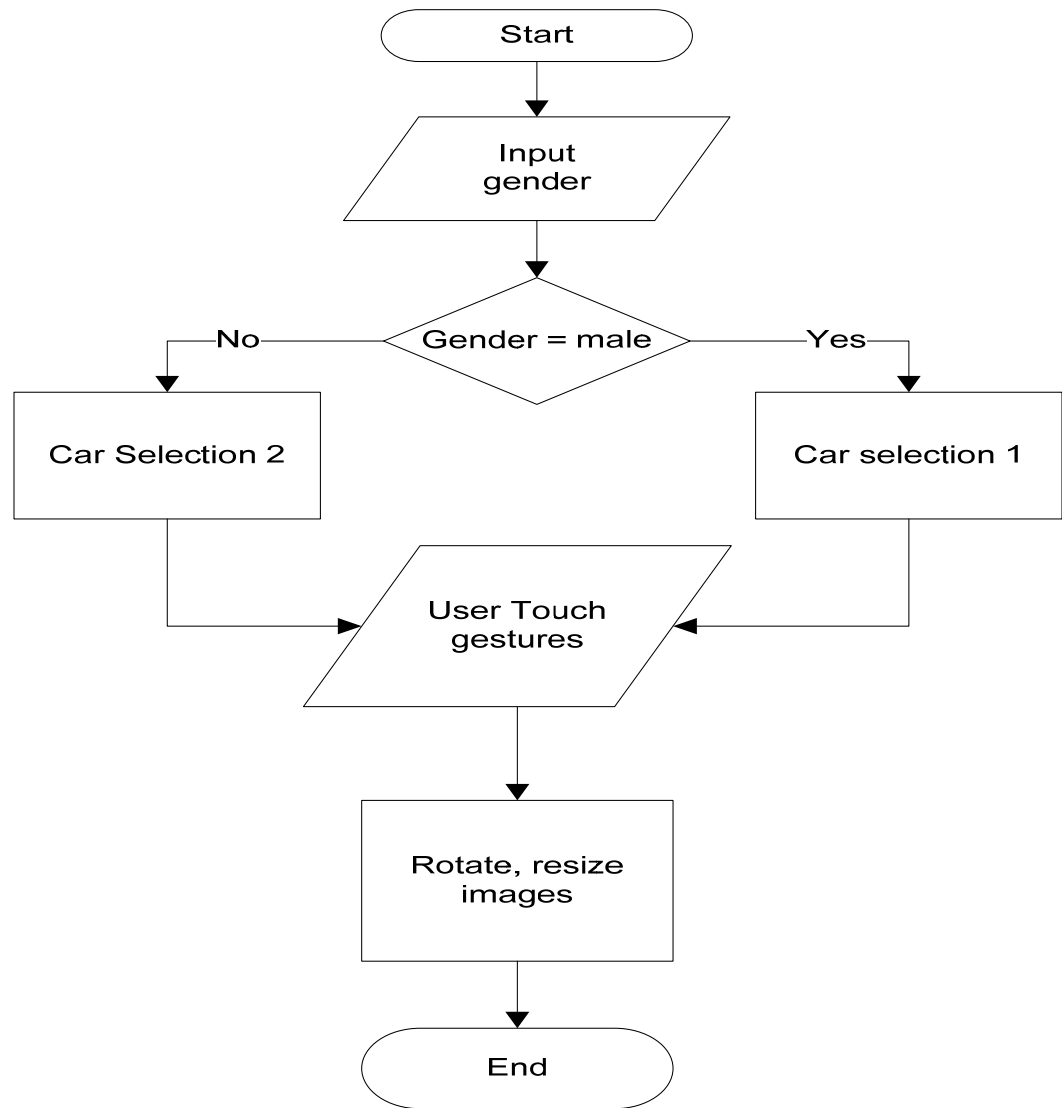 Start
Input
gender
Gender = male
No
Yes
Car Selection 2
Car selection 1
User Touch
gestures
Rotate, resize
images
End